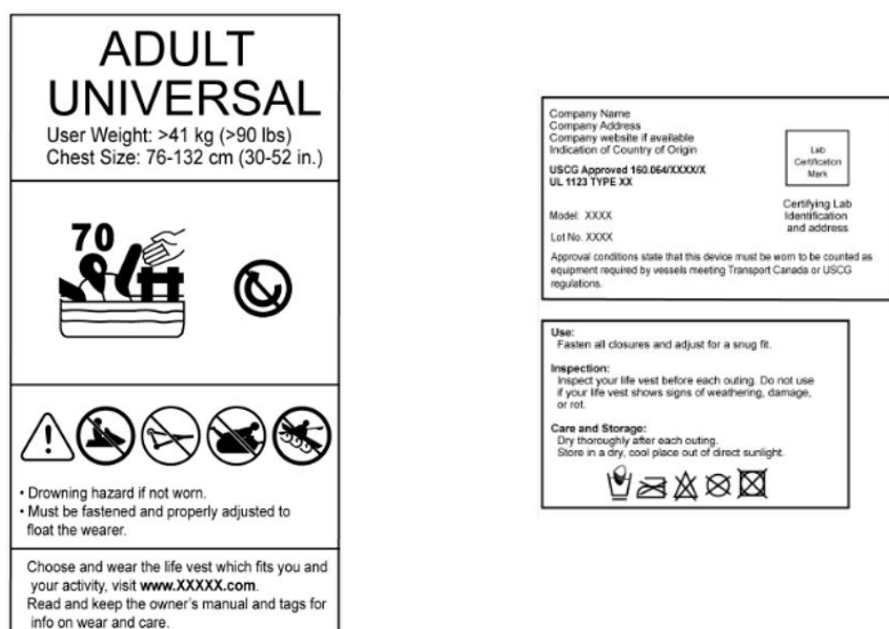 ADULT
UNIVERSAL
User Weight: >41 kg (>90 lbs)
Chest Size: 76-132 cm (30-52 in.)
70
• Drowning hazard if not worn.
• Must be fastened and properly adjusted to
float the wearer.
Choose and wear the life vest which fits you and
your activity, visit www.XXXXX.com.
Read and keep the owner's manual and tags for
info on wear and care.
Company Name
Company Address
Company website if available
Indication of Country of Origin
USCG Approved 160.064/XXXX/X
UL 1123 TYPE XX
Model: XXXX
Lot No. XXXX
Lab
Certification
Mark
Certifying Lab
Identification
and address
Approval conditions state that this device must be worn to be counted as
equipment required by vessels meeting Transport Canada or USCG
regulations.
Use:
Fasten all closures and adjust for a snug fit.
Inspection:
Inspect your life vest before each outing. Do not use
if your life vest shows signs of weathering, damage,
or rot.
Care and Storage:
Dry thoroughly after each outing.
Store in a dry, cool place out of direct sunlight.